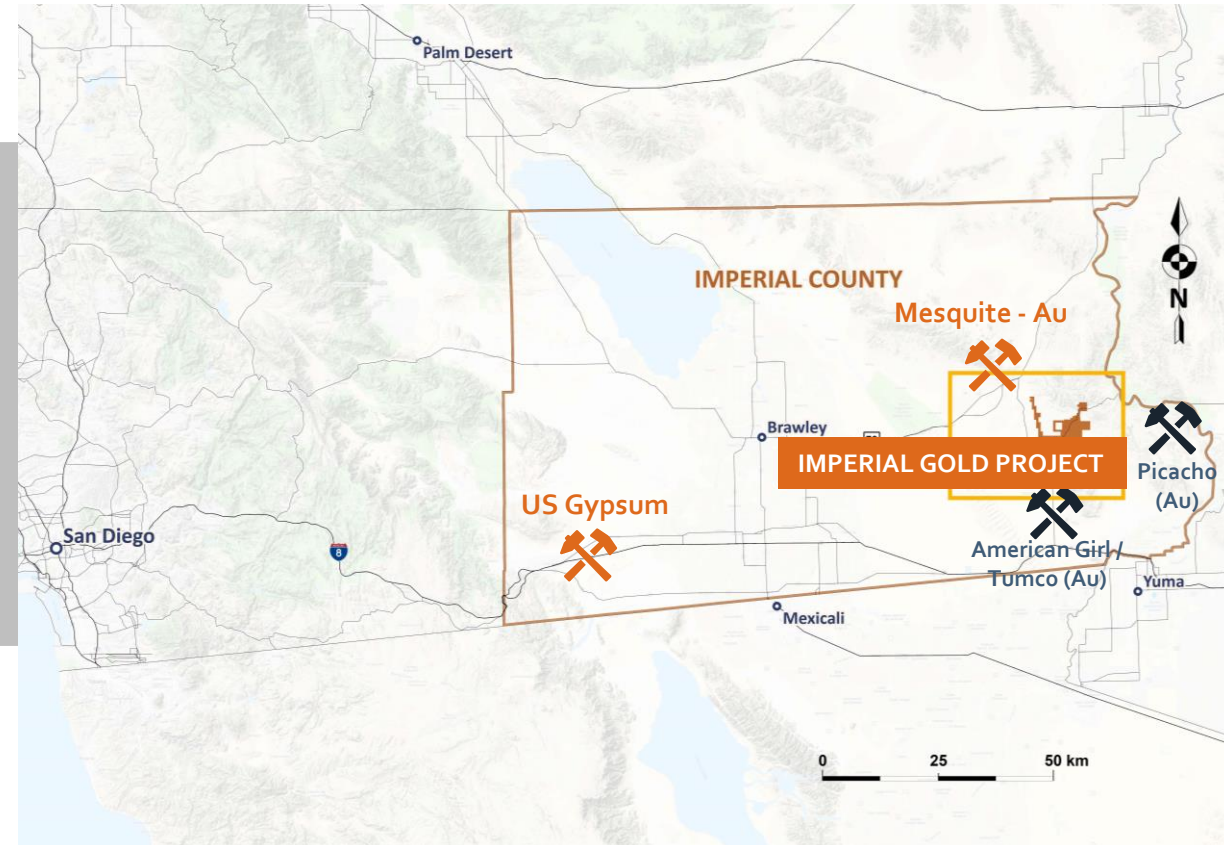 Palm Desert
IMPERIAL COUNTY
N
Mesquite - Au
Brawley
IMPERIAL GOLD PROJECT
Picacho
(Au)
US Gypsum
San Diego
8
American Girl /
Tumco (Au)
Yuma
Mexicali
0 25 50 km